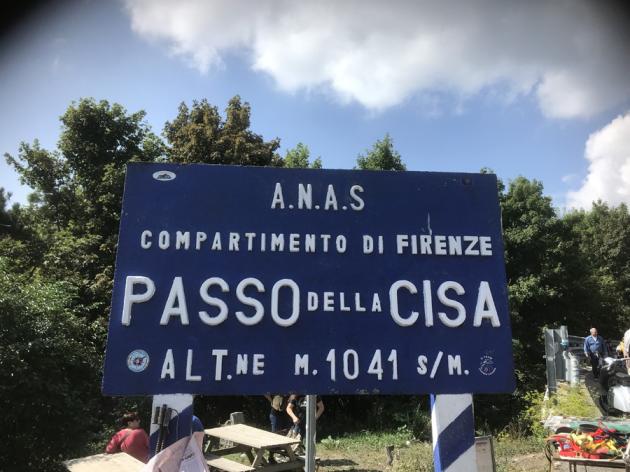 A.N.A.S
COMPARTIMENTO DI FIRENZE
PASSO DELLA CISA
ALT.NE M. 1041 S/M.